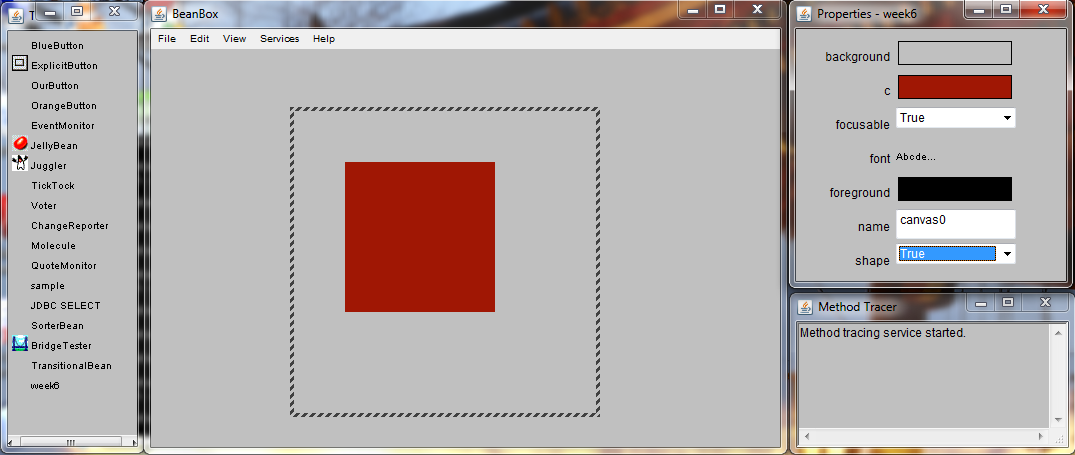 T
BlueButton
ExplicitButton
OurButton
OrangeButton
EventMonitor
JellyBean
Juggler
TickTock
Voter
ChangeReporter
Molecule
QuoteMonitor
sample
JDBC SELECT
SorterBean
BridgeTester
TransitionalBean
week6
BeanBox
File Edit View Services Help
Properties - week6
background
c
focusable True
font Abcde...
foreground
name canvas0
shape True
Method Tracer
Method tracing service started.